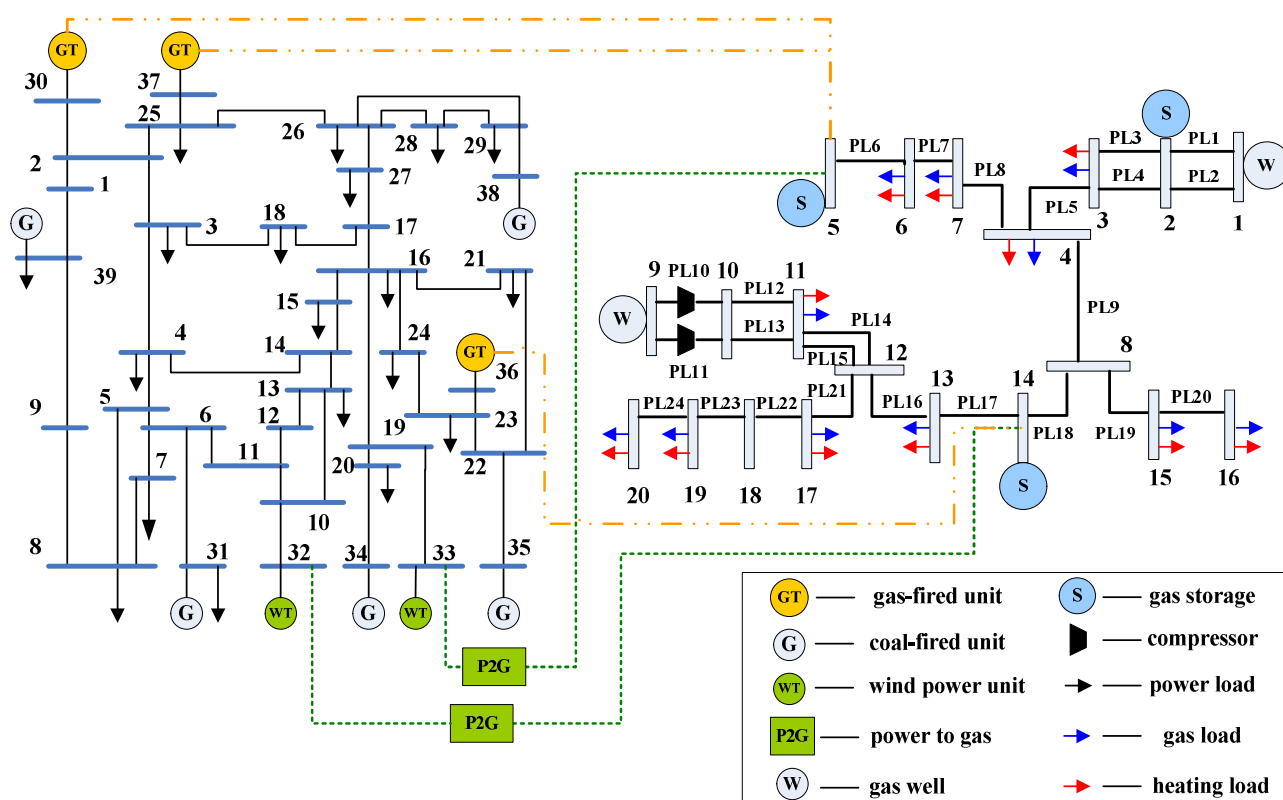 GT
GT
30
37
25
26
28
29
2
1
27
38
G
3
18
17
G
39
16
21
15
4
14
24
GT
36
13
9
5
6
12
23
19
11
20
22
7
10
8
31
32
34
33
35
G
WT
G
WT
G
P2G
P2G
S
PL6
PL7
PL8
PL3
PL1
W
PL4
PL2
S
5
6
7
PL5
3
2
1
4
9
PL10
10
11
PL12
W
PL13
PL14
PL9
PL11
PL15
12
8
PL24
PL23
PL22
PL21
PL16
13
PL17
14
PL18
PL20
PL19
20
19
18
17
S
15
16
GT
gas-fired unit
S
gas storage
G
coal-fired unit
compressor
WT
wind power unit
power load
P2G
power to gas
gas load
W
gas well
heating load